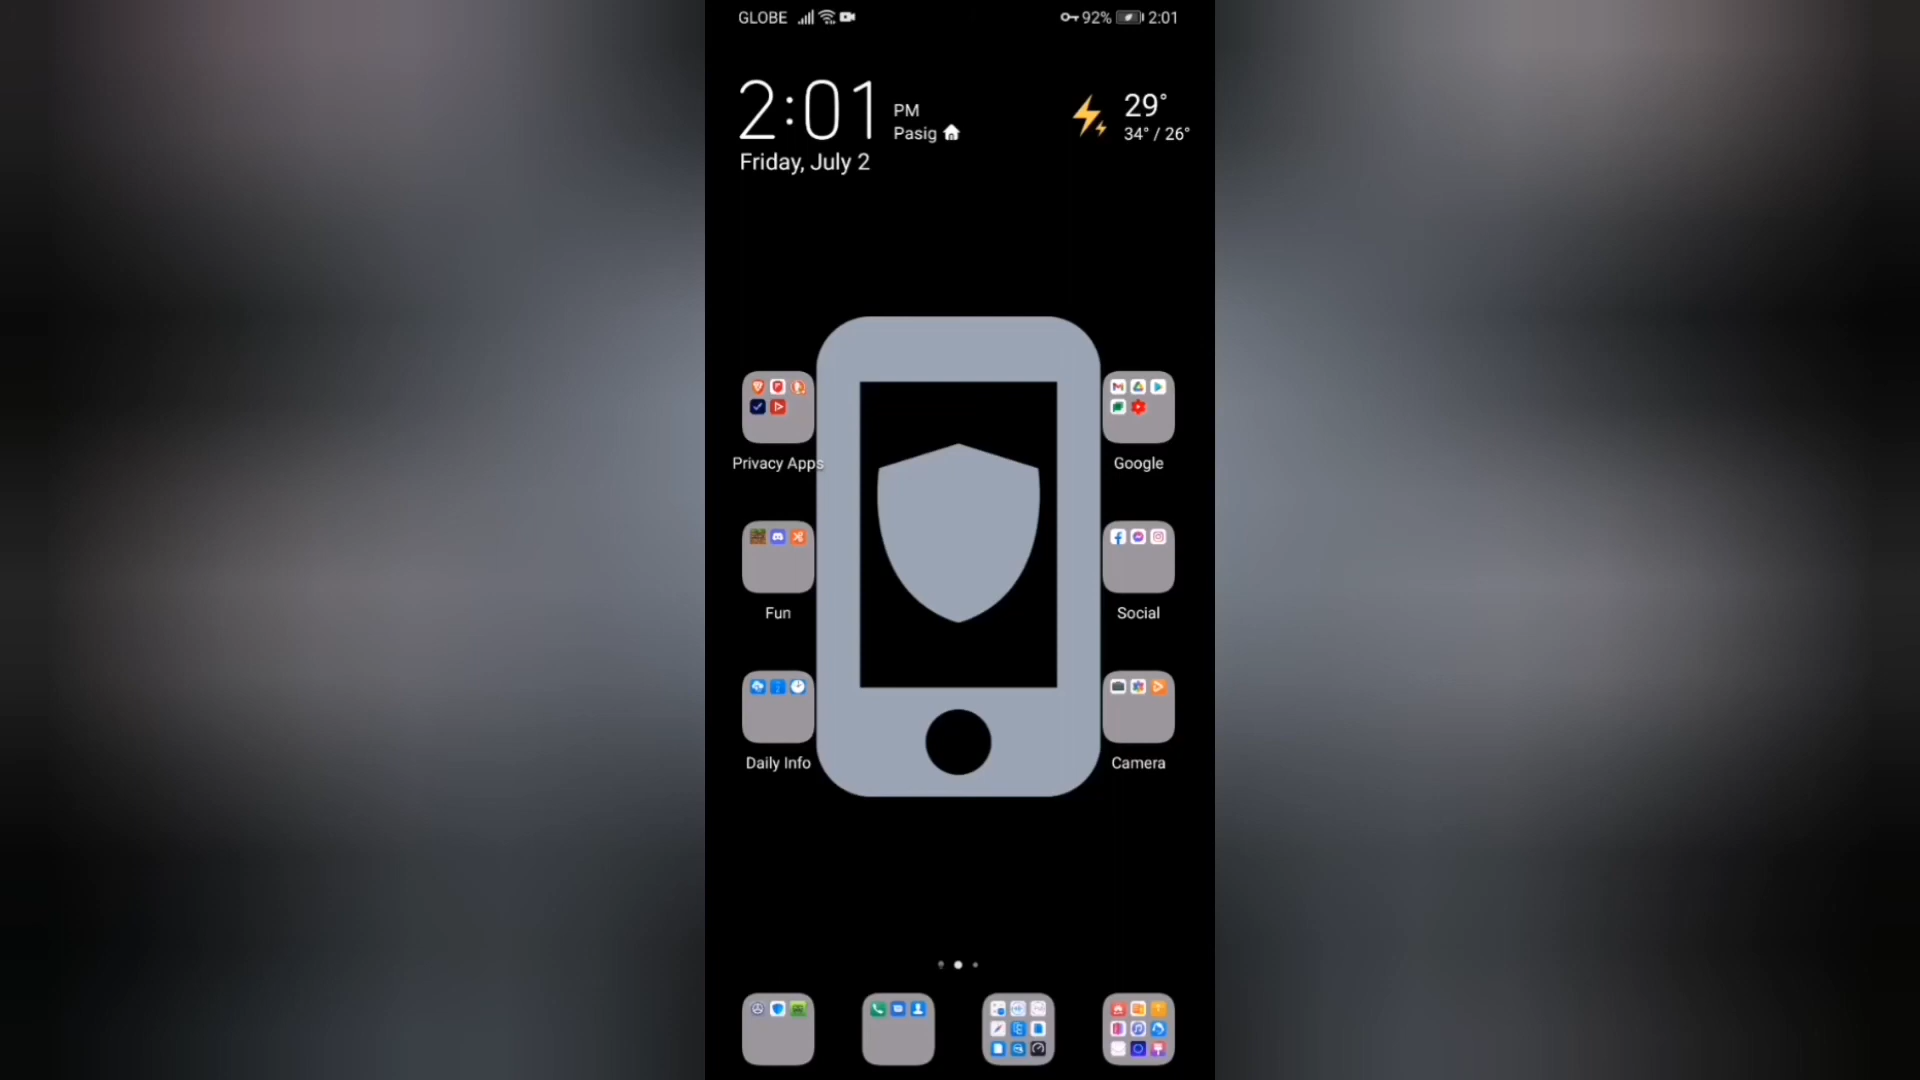 GLOBE 92% 2:01
2:01 PM
Pasig
Friday, July 2
29°
34° / 26°
Privacy Apps
Google
Fun
Social
Daily Info
Camera